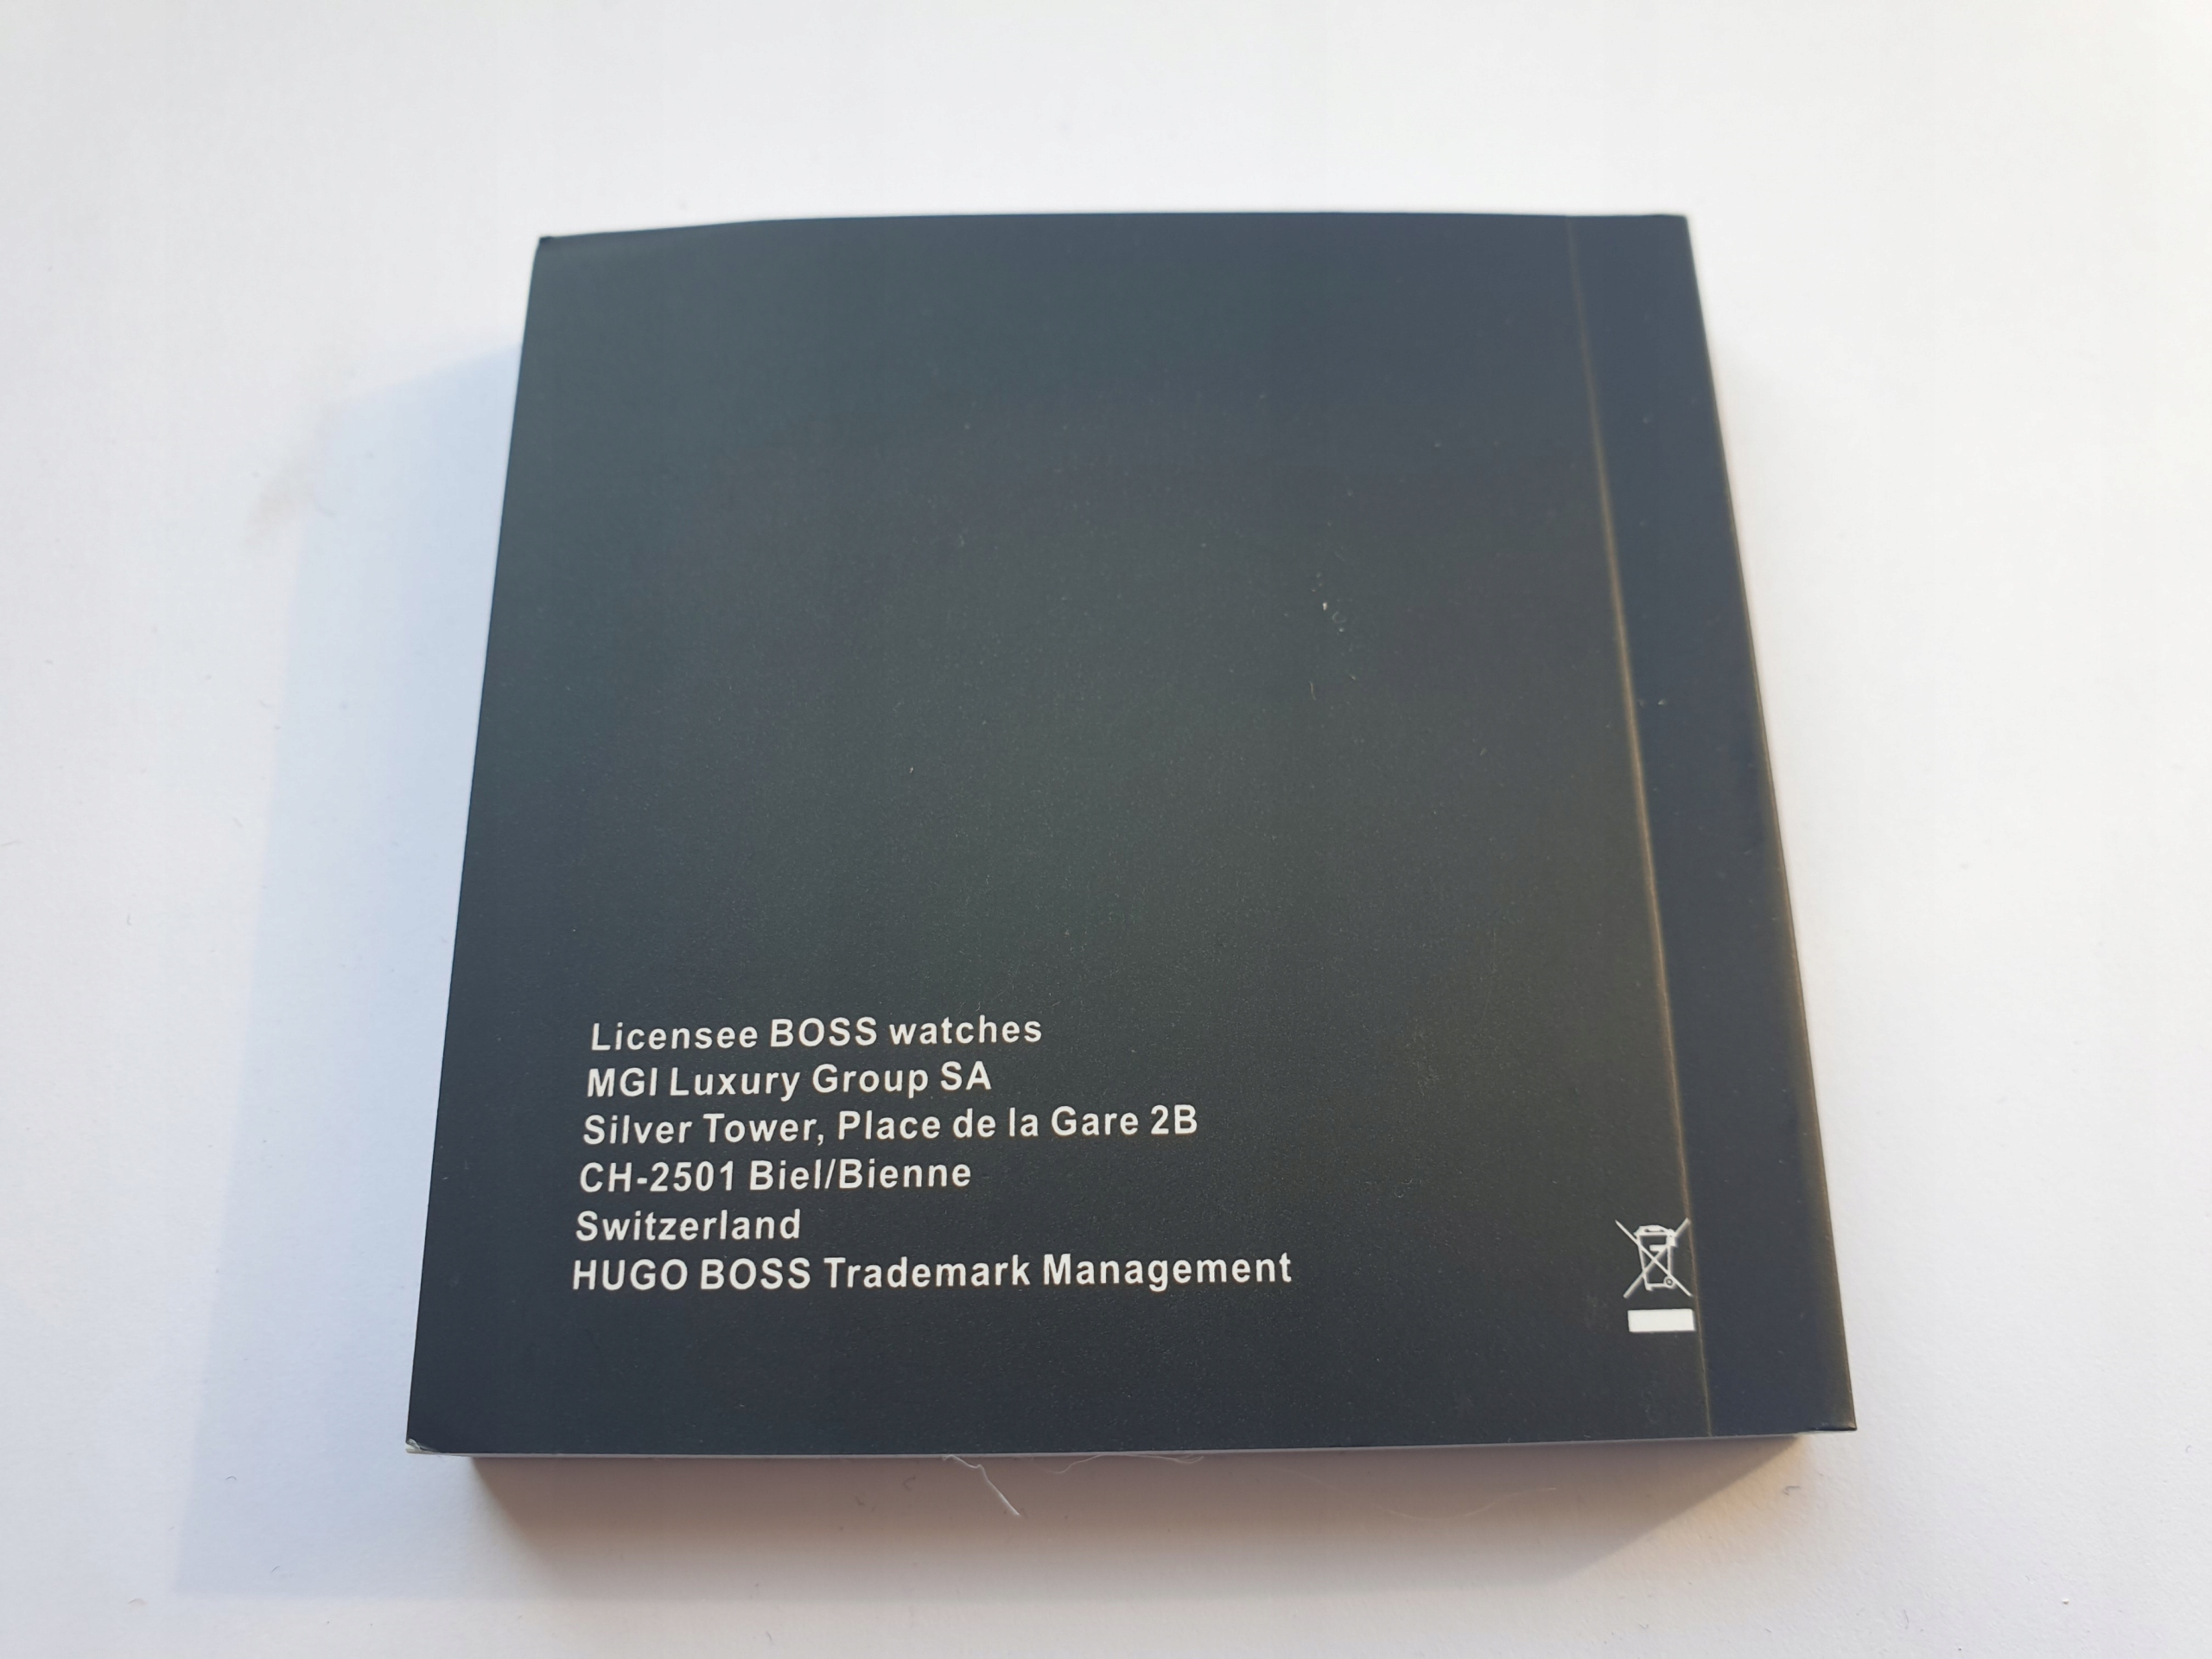 Licensee BOSS watches
MGI Luxury Group SA
Silver Tower, Place de la Gare 2B
CH-2501 Biel/Bienne
Switzerland
HUGO BOSS Trademark Management